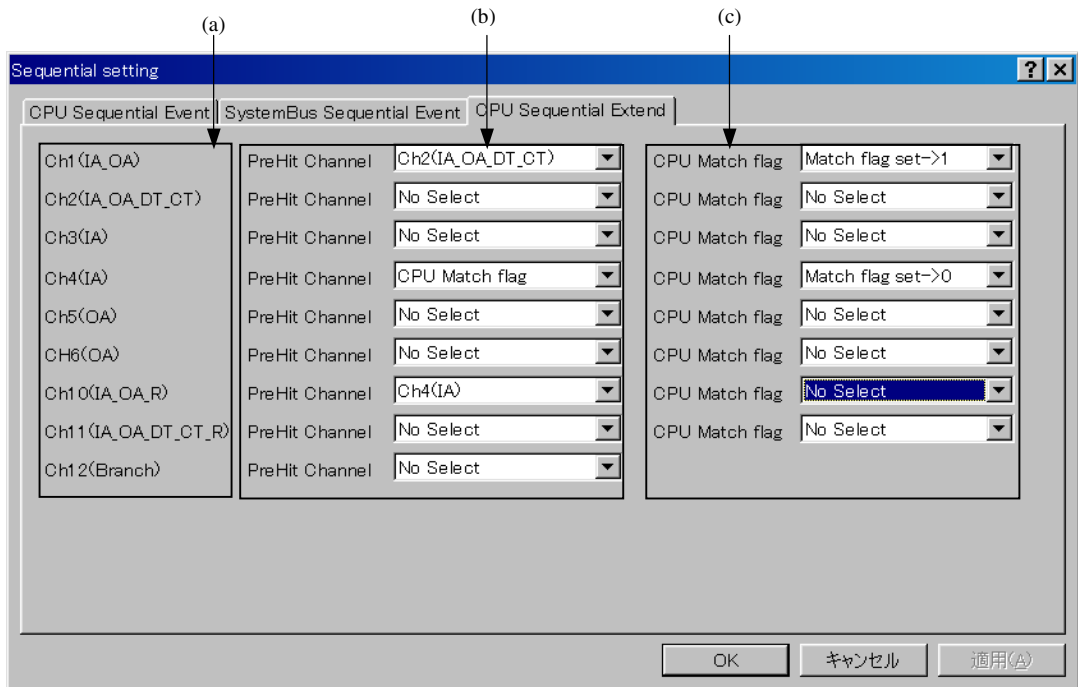 (a) (b) (c)
Sequential setting
CPU Sequential Event SystemBus Sequential Event CPU Sequential Extend
Ch1(IA_OA) PreHit Channel Ch2(IA_OA_DT_CT) CPU Match flag Match flag set->1
Ch2(IA_OA_DT_CT) PreHit Channel No Select CPU Match flag No Select
Ch3(IA) PreHit Channel No Select CPU Match flag No Select
Ch4(IA) PreHit Channel CPU Match flag CPU Match flag Match flag set->0
Ch5(OA) PreHit Channel No Select CPU Match flag No Select
CH6(OA) PreHit Channel No Select CPU Match flag No Select
Ch10(IA_OA_R) PreHit Channel Ch4(IA) CPU Match flag No Select
Ch11(IA_OA_DT_CT_R) PreHit Channel No Select CPU Match flag No Select
Ch12(Branch) PreHit Channel No Select
OK キャンセル 適用(A)